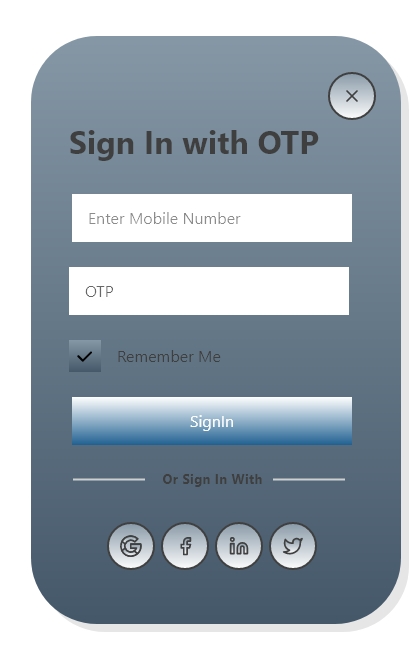 Sign In with OTP
Enter Mobile Number
OTP
Remember Me
SignIn
Or Sign In With